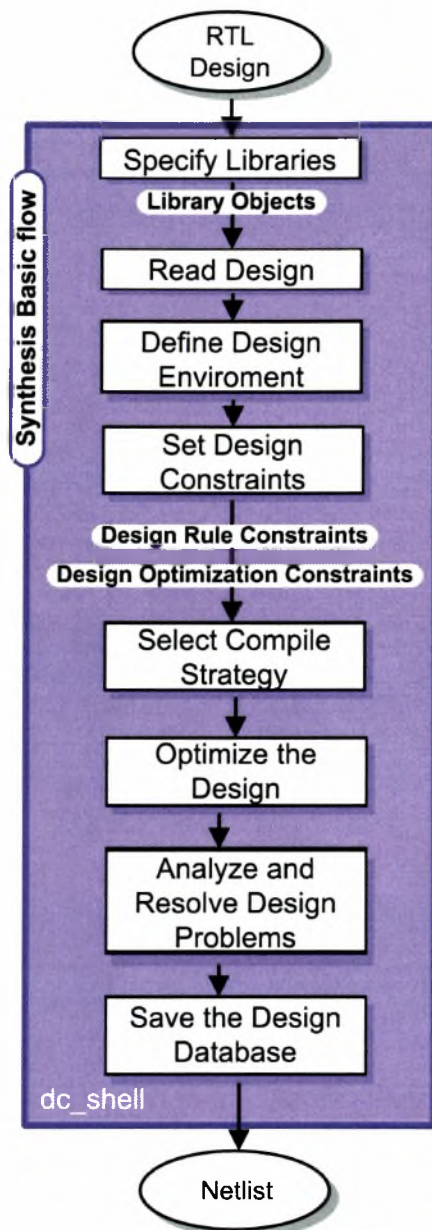 RTL
Design
Synthesis Basic flow
Specify Libraries
Library Objects
Read Design
Define Design
Enviroment
Set Design
Constraints
Design Rule Constraints
Design Optimization Constraints
Select Compile
Strategy
Optimize the
Design
Analyze and
Resolve Design
Problems
Save the Design
Database
dc_shell
Netlist